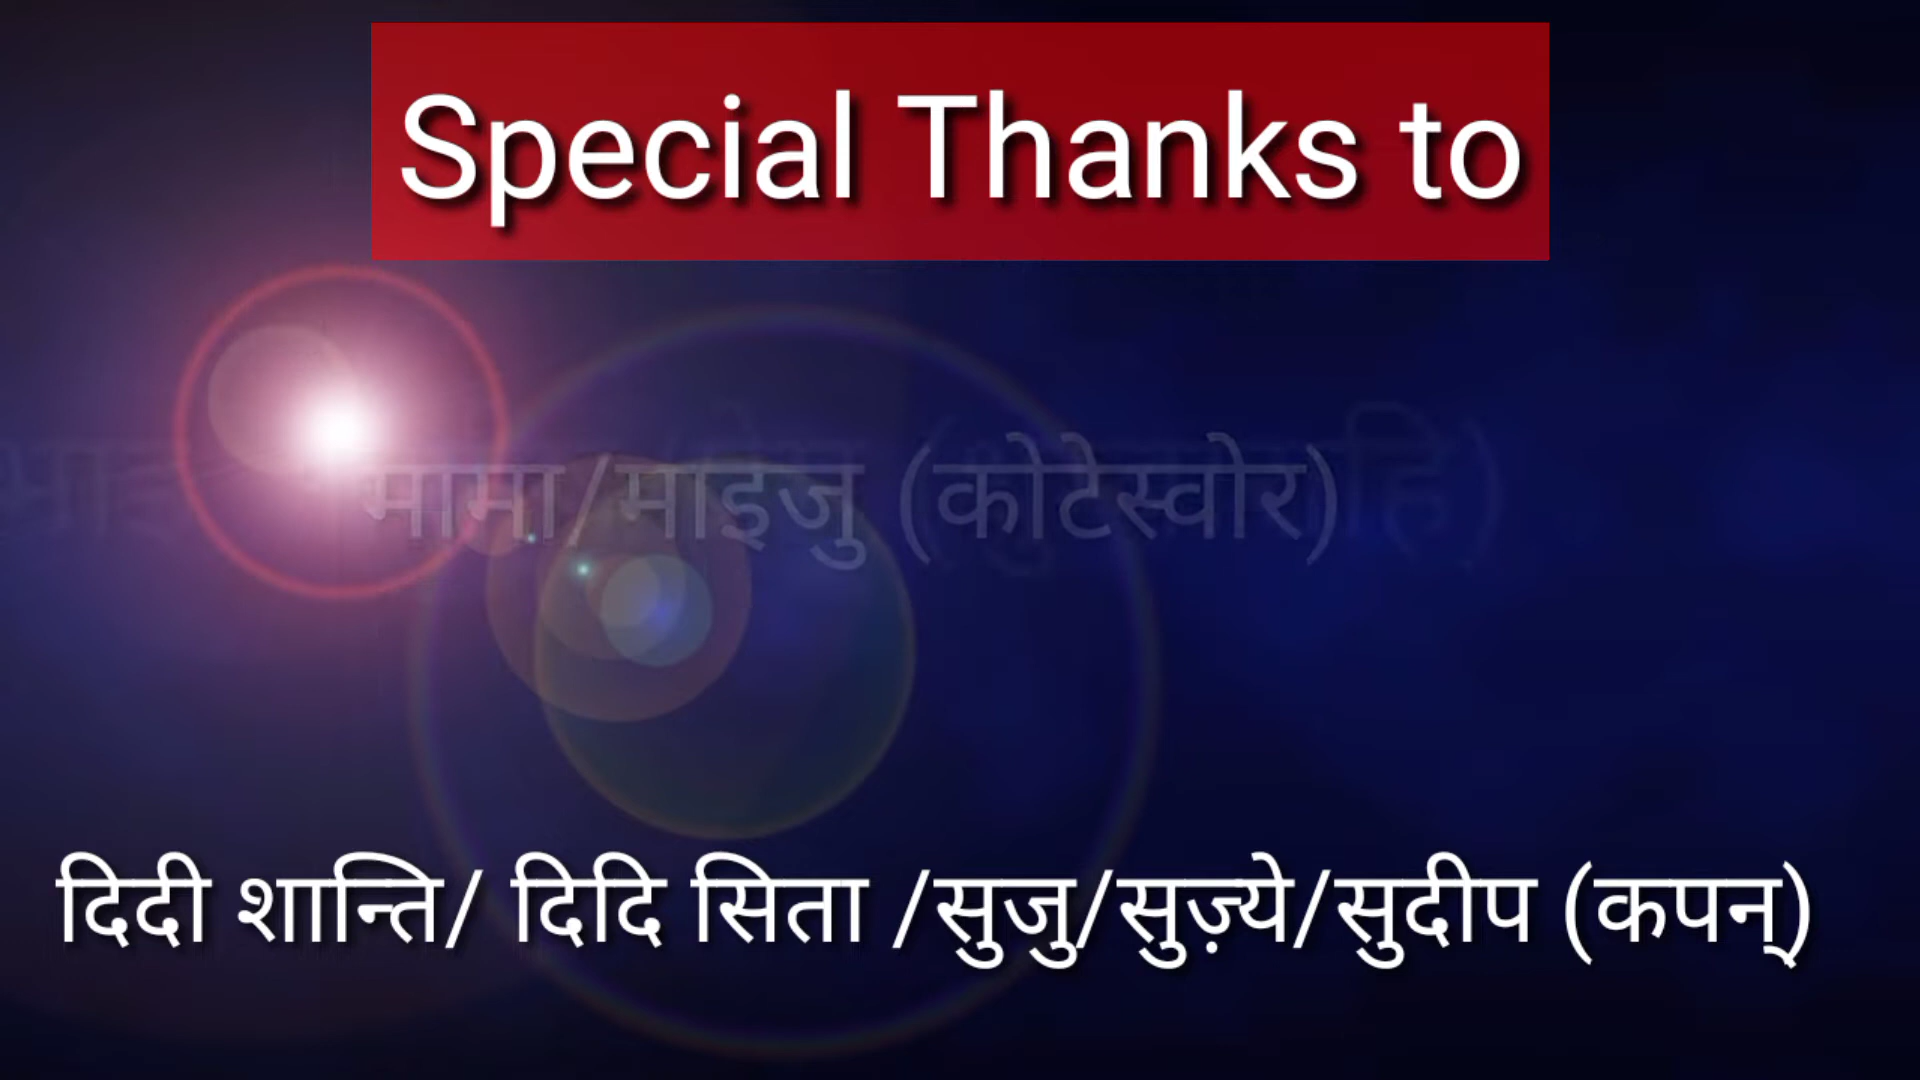 Special Thanks to
मामा/माइजु (कोटेस्वोर)
दिदी शान्ति/ दिदि सिता /सुजु/सुज़्ये/सुदीप (कपन्)